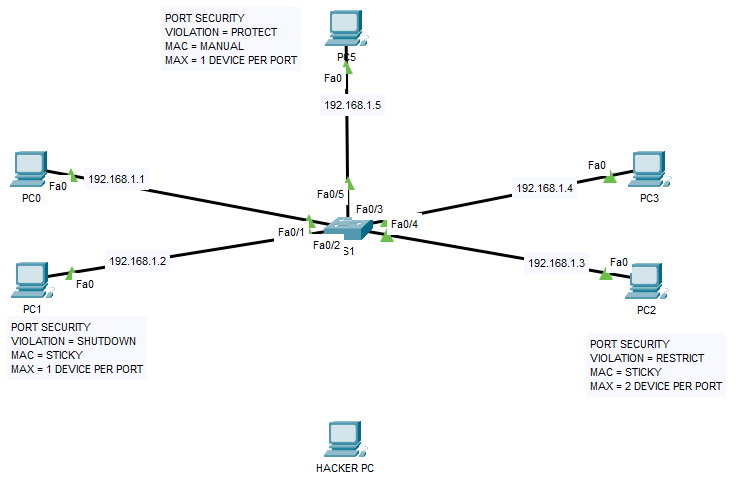 PORT SECURITY
VIOLATION = PROTECT
MAC = MANUAL
MAX = 1 DEVICE PER PORT
PC5
Fa0
192.168.1.5
PC0
Fa0
192.168.1.1
Fa0/5
Fa0/3
Fa0/1
Fa0/4
Fa0/2
S1
192.168.1.4
Fa0
PC3
192.168.1.2
Fa0
PC1
192.168.1.3
Fa0
PC2
PORT SECURITY
VIOLATION = SHUTDOWN
MAC = STICKY
MAX = 1 DEVICE PER PORT
PORT SECURITY
VIOLATION = RESTRICT
MAC = STICKY
MAX = 2 DEVICE PER PORT
HACKER PC